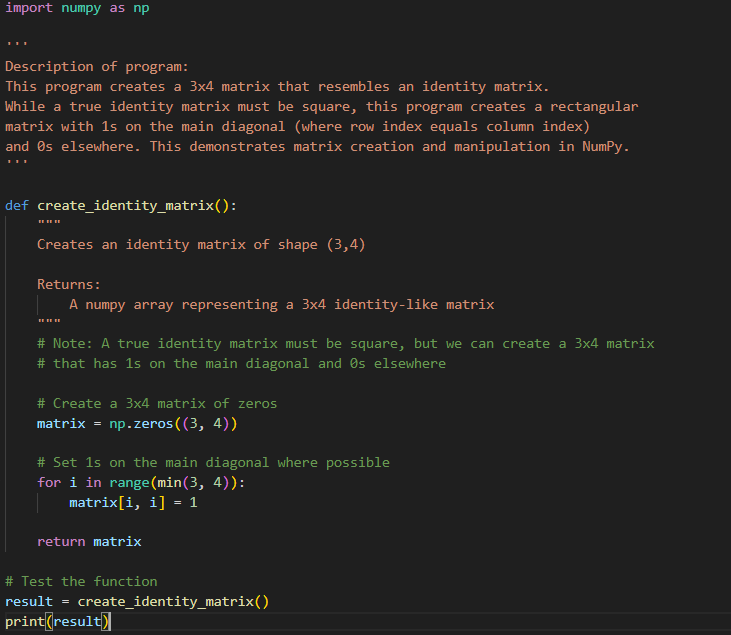 import numpy as np
'''
Description of program:
This program creates a 3x4 matrix that resembles an identity matrix.
While a true identity matrix must be square, this program creates a rectangular
matrix with 1s on the main diagonal (where row index equals column index)
and 0s elsewhere. This demonstrates matrix creation and manipulation in NumPy.
'''
def create_identity_matrix():
    """
    Creates an identity matrix of shape (3,4)
    Returns:
        A numpy array representing a 3x4 identity-like matrix
    """
    # Note: A true identity matrix must be square, but we can create a 3x4 matrix
    # that has 1s on the main diagonal and 0s elsewhere
    # Create a 3x4 matrix of zeros
    matrix = np.zeros((3, 4))
    # Set 1s on the main diagonal where possible
    for i in range(min(3, 4)):
        matrix[i, i] = 1
    return matrix
# Test the function
result = create_identity_matrix()
print(result)